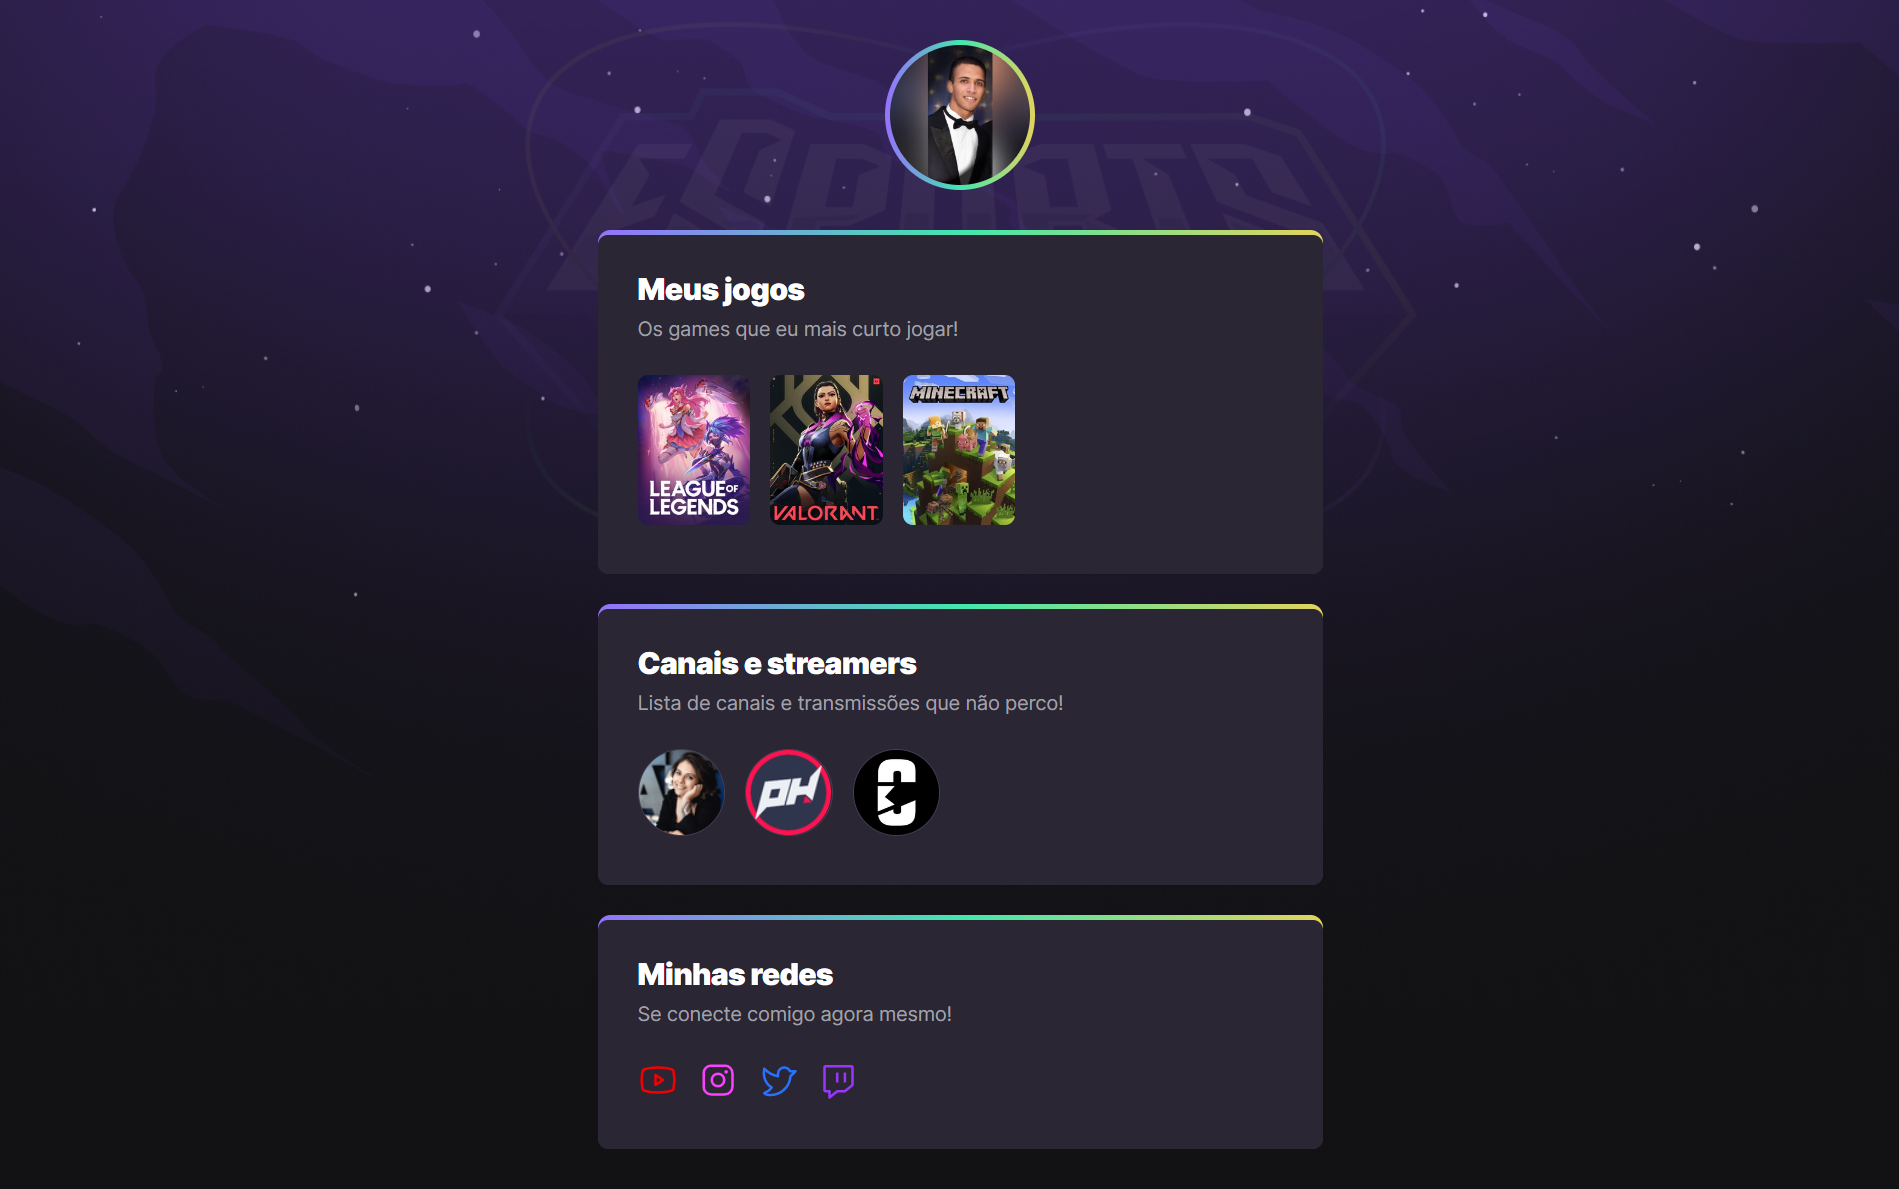 ESPORTS
Meus jogos
Os games que eu mais curto jogar!
LEAGUE OF
LEGENDS
VALORANT
MINECRAFT
Canais e streamers
Lista de canais e transmissões que não perco!
PH
Minhas redes
Se conecte comigo agora mesmo!